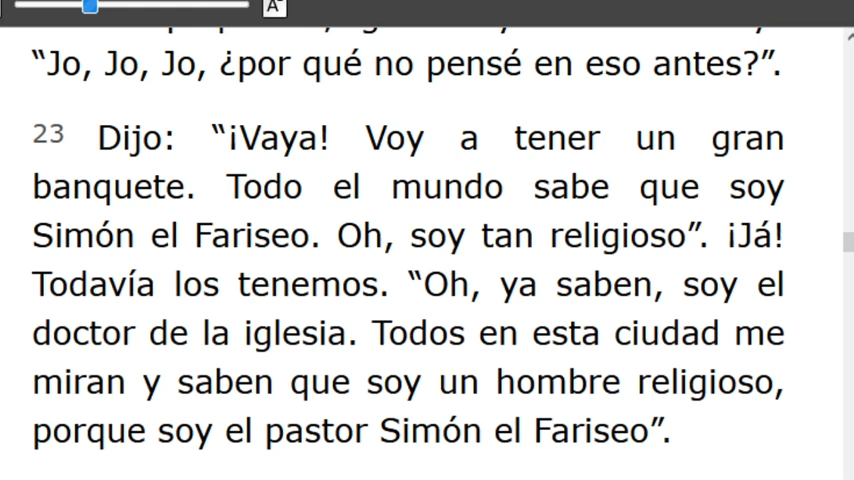 A
“Jo, Jo, Jo, ¿por qué no pensé en eso antes?”.
23 Dijo: “¡Vaya! Voy a tener un gran
banquete. Todo el mundo sabe que soy
Simón el Fariseo. Oh, soy tan religioso”. ¡Já!
Todavía los tenemos. “Oh, ya saben, soy el
doctor de la iglesia. Todos en esta ciudad me
miran y saben que soy un hombre religioso,
porque soy el pastor Simón el Fariseo”.